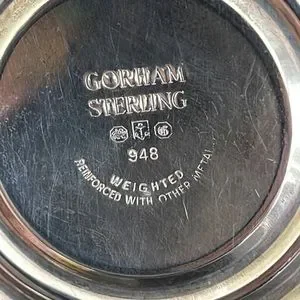 GORHAM
STERLING
948
WEIGHTED
REINFORCED WITH OTHER METAL